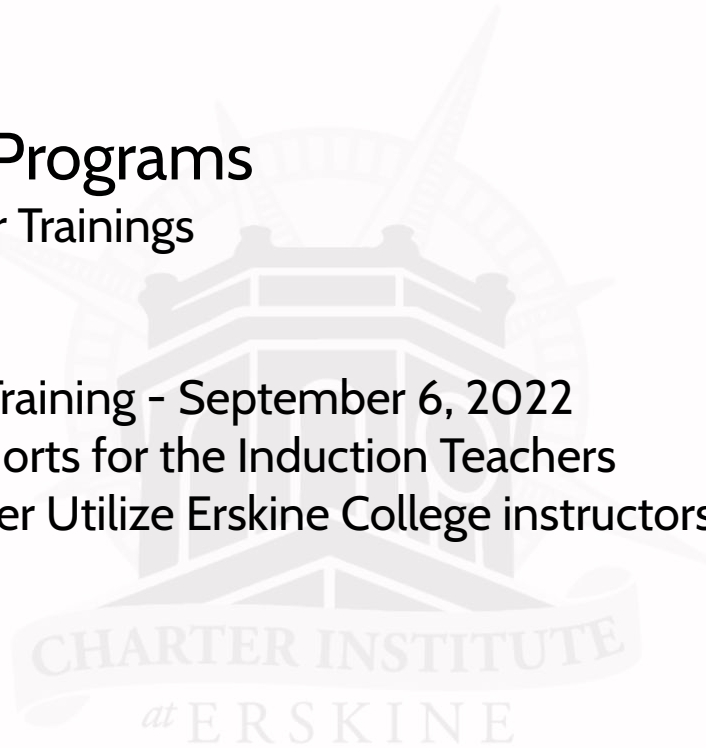 Programs
r Trainings
Training - September 6, 2022
orts for the Induction Teachers
er Utilize Erskine College instructors
CHARTER INSTITUTE
at ERSKINE